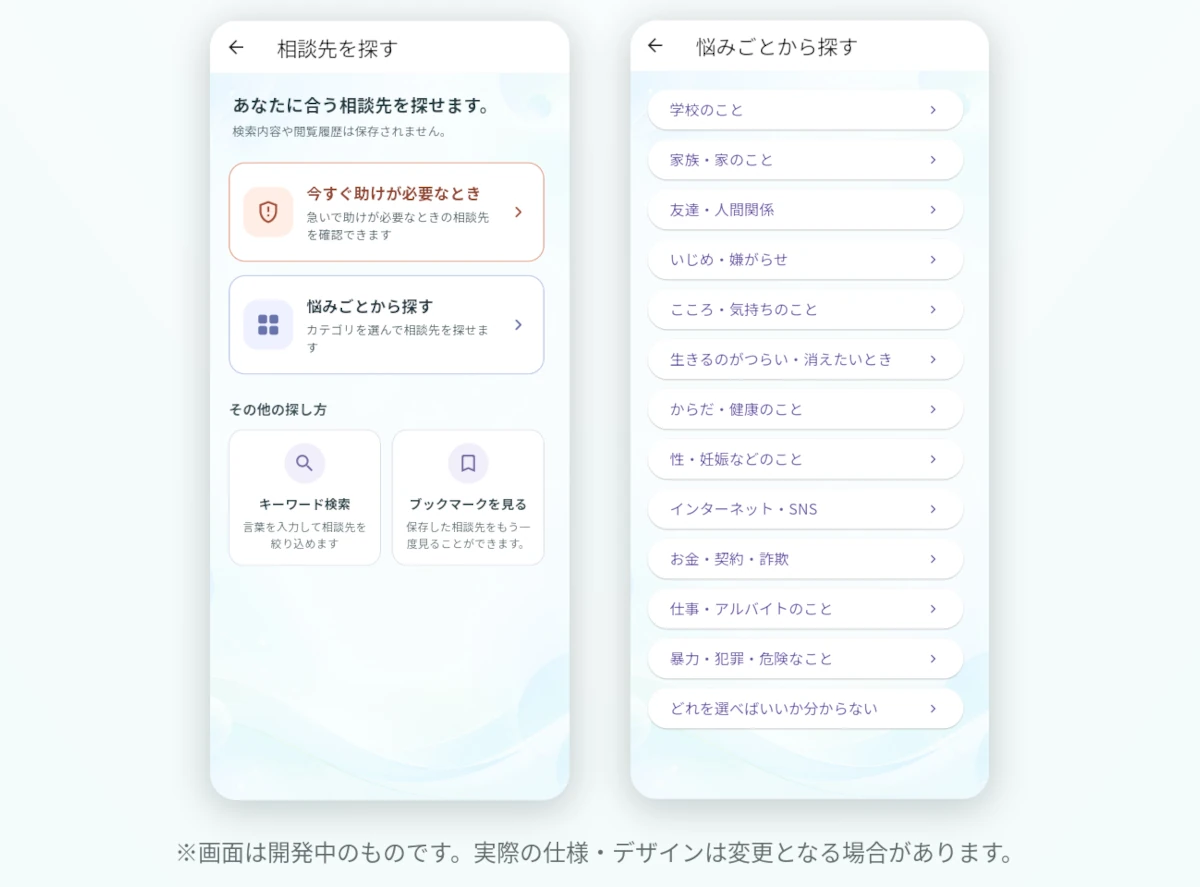 相談先を探す
あなたに合う相談先を探せます。
検索内容や閲覧履歴は保存されません。
今すぐ助けが必要なとき
急いで助けが必要なときの相談先
を確認できます
悩みごとから探す
カテゴリを選んで相談先を探せま
す
その他の探し方
キーワード検索
言葉を入力して相談先を
絞り込めます
ブックマークを見る
保存した相談先をもう一
度見ることができます。
悩みごとから探す
学校のこと
家族・家のこと
友達・人間関係
いじめ・嫌がらせ
こころ・気持ちのこと
生きるのがつらい・消えたいとき
からだ・健康のこと
性・妊娠などのこと
インターネット・SNS
お金・契約・詐欺
仕事・アルバイトのこと
暴力・犯罪・危険なこと
どれを選べばいいか分からない
※画面は開発中のものです。実際の仕様・デザインは変更となる場合があります。